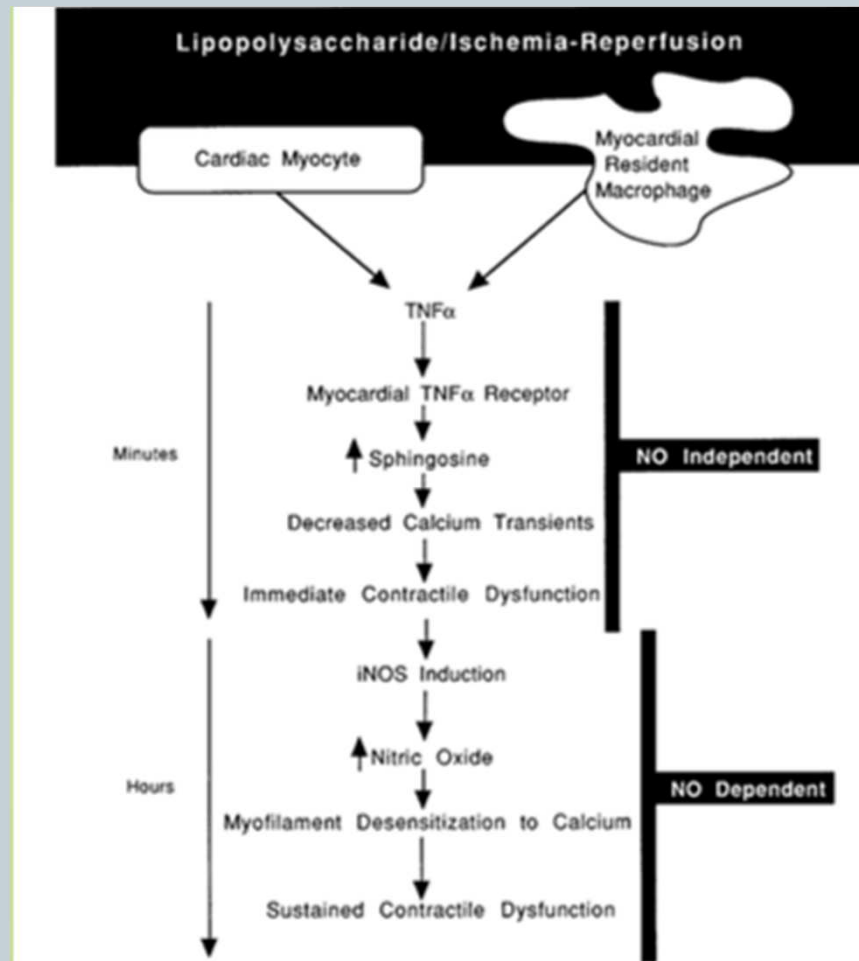 Lipopolysaccharide/Ischemia-Reperfusion
Cardiac Myocyte
Myocardial
Resident
Macrophage
TNFα
Myocardial TNFα Receptor
Minutes
Sphingosine
NO Independent
Decreased Calcium Transients
Immediate Contractile Dysfunction
iNOS Induction
Nitric Oxide
Hours
NO Dependent
Myofilament Desensitization to Calcium
Sustained Contractile Dysfunction